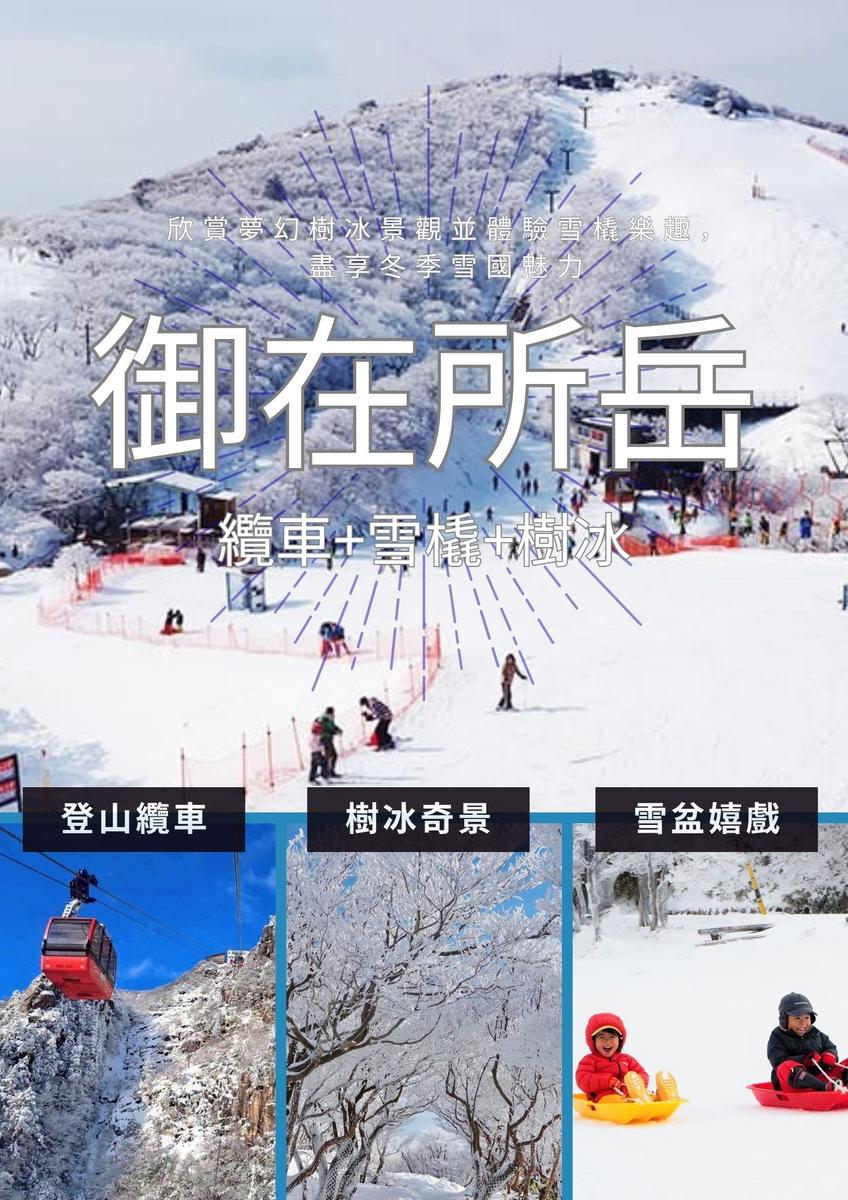 欣賞夢幻樹冰景觀並體驗雪橇樂趣,
盡享冬季雪國魅力
御在所岳
纜車+雪橇+樹冰
登山纜車
樹冰奇景
雪盆嬉戲